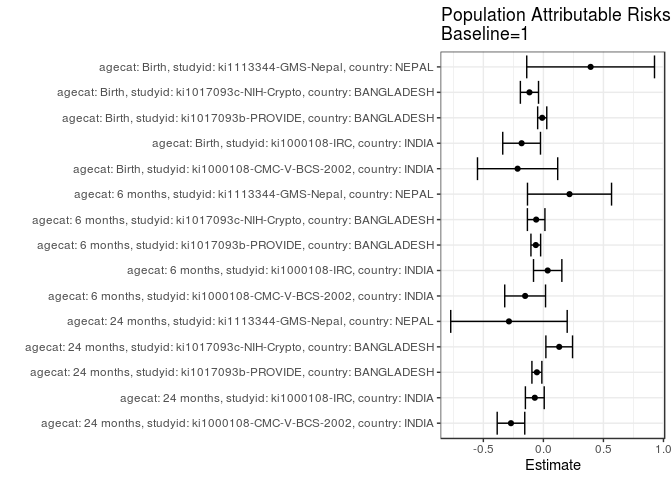 Population Attributable Risks
Baseline=1
agecat: Birth, studyid: ki1113344-GMS-Nepal, country: NEPAL
agecat: Birth, studyid: ki1017093c-NIH-Crypto, country: BANGLADESH
agecat: Birth, studyid: ki1017093b-PROVIDE, country: BANGLADESH
agecat: Birth, studyid: ki1000108-IRC, country: INDIA
agecat: Birth, studyid: ki1000108-CMC-V-BCS-2002, country: INDIA
agecat: 6 months, studyid: ki1113344-GMS-Nepal, country: NEPAL
agecat: 6 months, studyid: ki1017093c-NIH-Crypto, country: BANGLADESH
agecat: 6 months, studyid: ki1017093b-PROVIDE, country: BANGLADESH
agecat: 6 months, studyid: ki1000108-IRC, country: INDIA
agecat: 6 months, studyid: ki1000108-CMC-V-BCS-2002, country: INDIA
agecat: 24 months, studyid: ki1113344-GMS-Nepal, country: NEPAL
agecat: 24 months, studyid: ki1017093c-NIH-Crypto, country: BANGLADESH
agecat: 24 months, studyid: ki1017093b-PROVIDE, country: BANGLADESH
agecat: 24 months, studyid: ki1000108-IRC, country: INDIA
agecat: 24 months, studyid: ki1000108-CMC-V-BCS-2002, country: INDIA
-0.5 0.0 0.5 1.0
Estimate